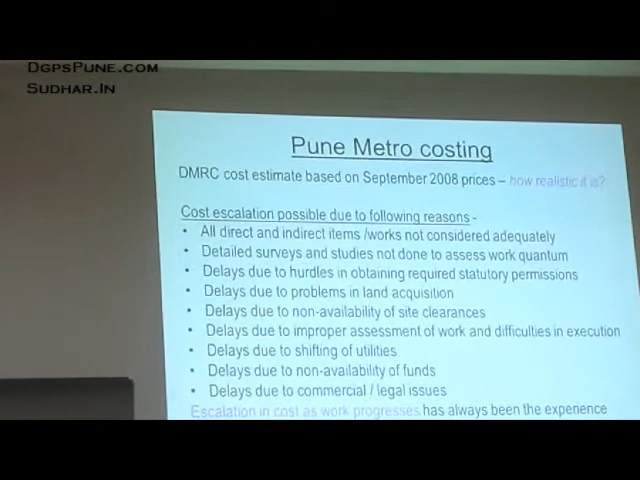 DgpsPune.com
Sudhar.In
Pune Metro costing
DMRC cost estimate based on September 2008 prices – how realistic it is?
Cost escalation possible due to following reasons -
• All direct and indirect items /works not considered adequately
• Detailed surveys and studies not done to assess work quantum
• Delays due to hurdles in obtaining required statutory permissions
• Delays due to problems in land acquisition
• Delays due to non-availability of site clearances
• Delays due to improper assessment of work and difficulties in execution
• Delays due to shifting of utilities
• Delays due to non-availability of funds
• Delays due to commercial / legal issues
Escalation in cost as work progresses has always been the experience